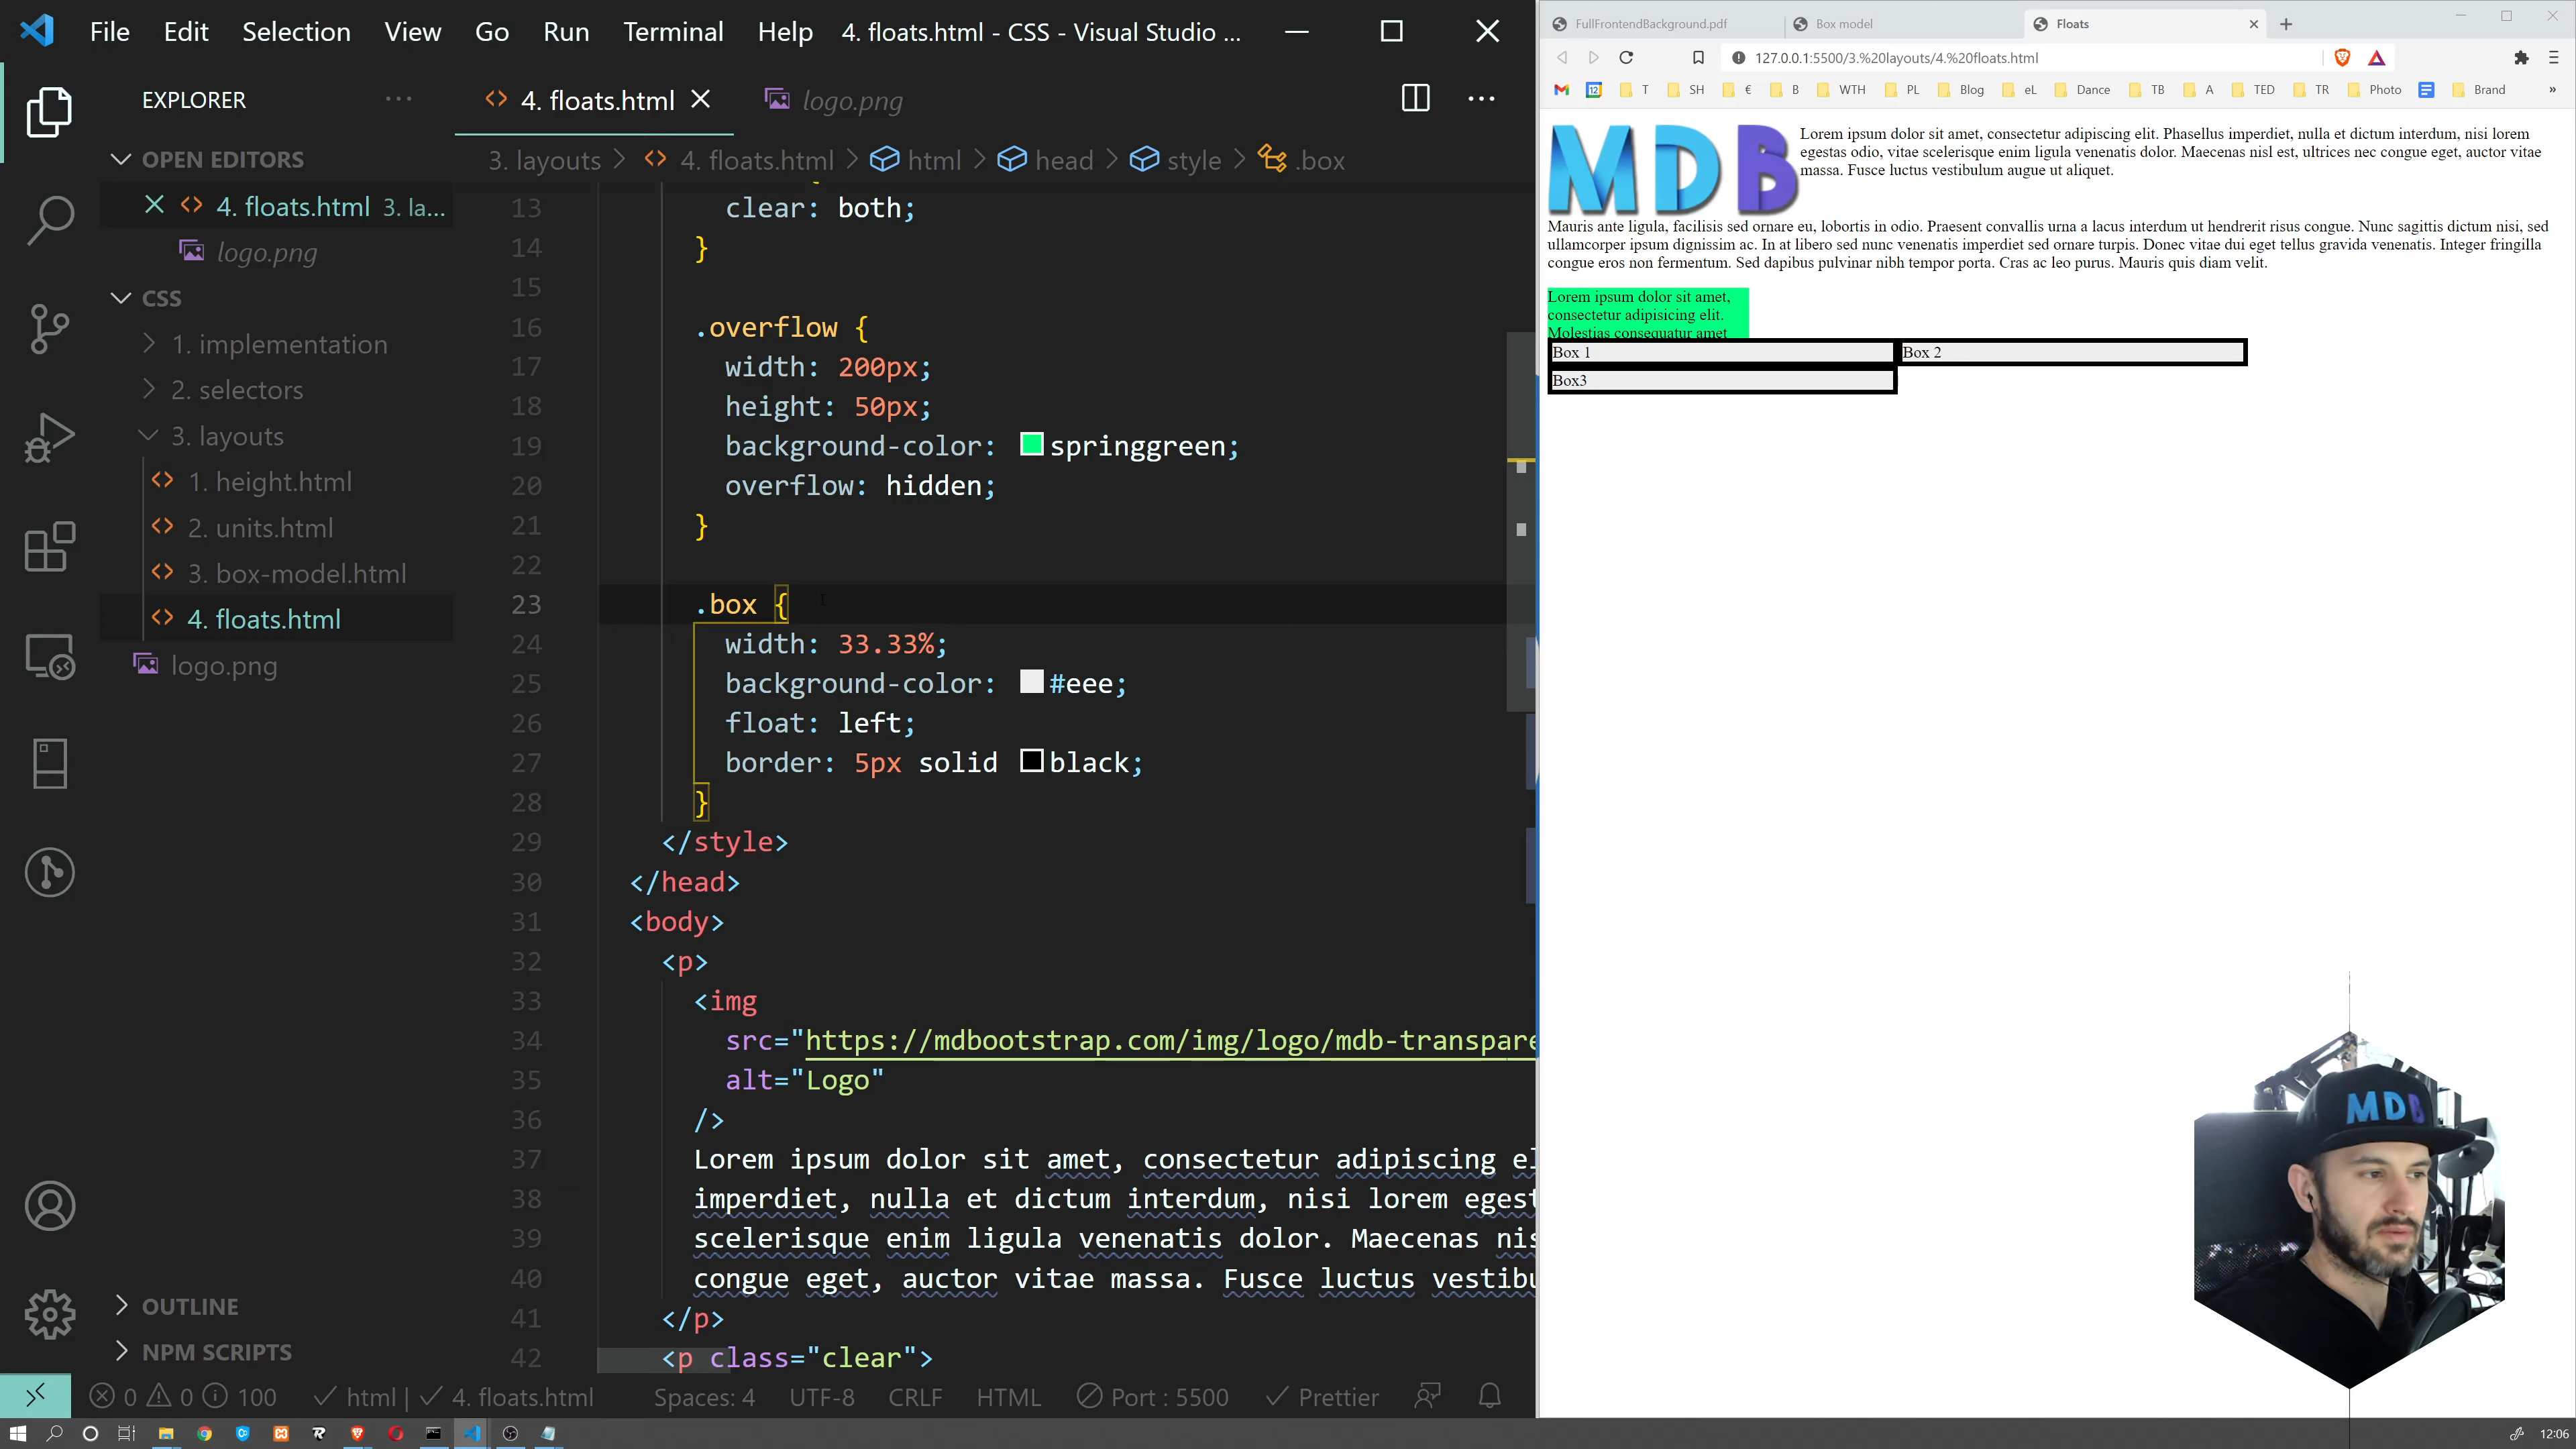 File Edit Selection View Go Run Terminal Help 4. floats.html - CSS - Visual Studio ...
EXPLORER
OPEN EDITORS
4. floats.html 3. la...
logo.png
CSS
1. implementation
2. selectors
3. layouts
1. height.html
2. units.html
3. box-model.html
4. floats.html
logo.png
OUTLINE
NPM SCRIPTS
4. floats.html
logo.png
3. layouts > 4. floats.html > html > head > style > .box
13 clear: both;
14 }
15
16 .overflow {
17 width: 200px;
18 height: 50px;
19 background-color: springgreen;
20 overflow: hidden;
21 }
22
23 .box {
24 width: 33.33%;
25 background-color: #eee;
26 float: left;
27 border: 5px solid black;
28 }
29 </style>
30 </head>
31 <body>
32 <p>
33 <img
34 src="https://mdbootstrap.com/img/logo/mdb-transpare
35 alt="Logo"
36 />
37 Lorem ipsum dolor sit amet, consectetur adipiscing el
38 imperdiet, nulla et dictum interdum, nisi lorem egest
39 scelerisque enim ligula venenatis dolor. Maecenas nis
40 congue eget, auctor vitae massa. Fusce luctus vestibu
41 </p>
42 <p class="clear">
0 0 100 html | 4. floats.html Spaces: 4 UTF-8 CRLF HTML Port : 5500 Prettier
FullFrontendBackground.pdf
Box model
Floats
127.0.0.1:5500/3.%20layouts/4.%20floats.html
12 T SH € B WTH PL Blog eL Dance TB A TED TR Photo Brand »
MDB
Lorem ipsum dolor sit amet, consectetur adipiscing elit. Phasellus imperdiet, nulla et dictum interdum, nisi lorem
egestas odio, vitae scelerisque enim ligula venenatis dolor. Maecenas nisl est, ultrices nec congue eget, auctor vitae
massa. Fusce luctus vestibulum augue ut aliquet.
Mauris ante ligula, facilisis sed ornare eu, lobortis in odio. Praesent convallis urna a lacus interdum ut hendrerit risus congue. Nunc sagittis dictum nisi, sed
ullamcorper ipsum dignissim ac. In at libero sed nunc venenatis imperdiet sed ornare turpis. Donec vitae dui eget tellus gravida venenatis. Integer fringilla
congue eros non fermentum. Sed dapibus pulvinar nibh tempor porta. Cras ac leo purus. Mauris quis diam velit.
Lorem ipsum dolor sit amet,
consectetur adipisicing elit.
Molestias consequatur amet
Box 1
Box 2
Box3
MDB
12:06